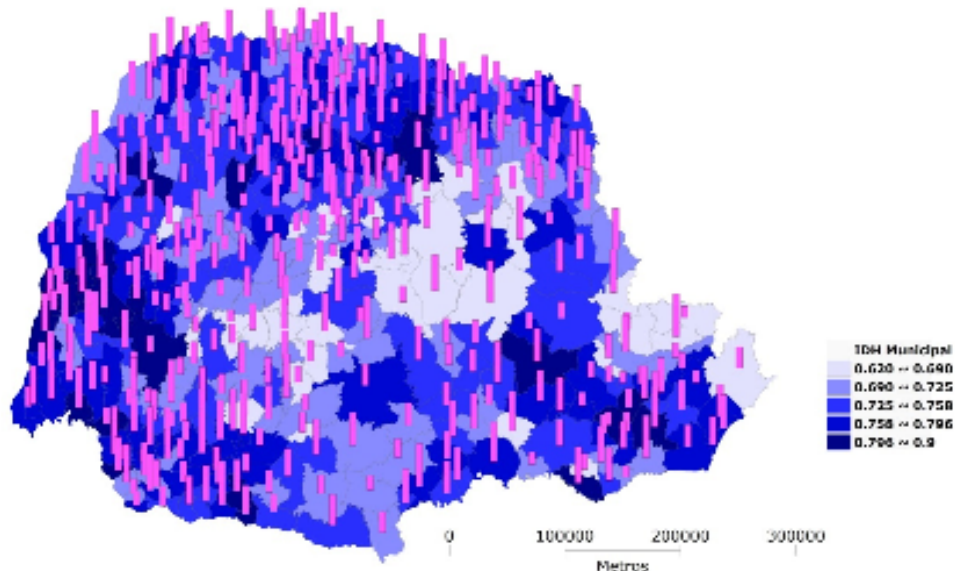 IDH Municipal
0.620 ~ 0.690
0.690 ~ 0.725
0.725 ~ 0.758
0.758 ~ 0.796
0.796 ~ 0.9
0 100000 200000 300000
Metros